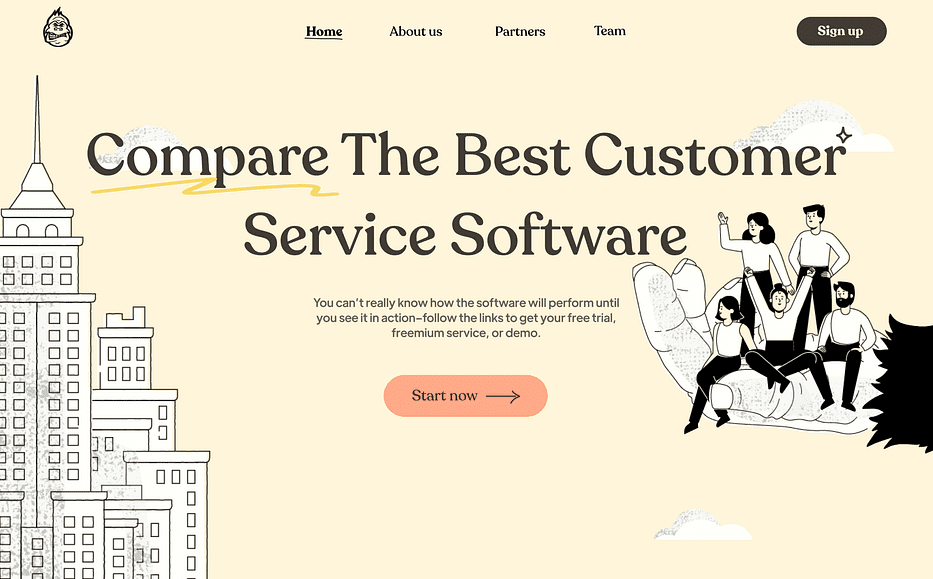 Home
About us
Partners
Team
Sign up
Compare The Best Customer
Service Software
You can't really know how the software will perform until
you see it in action–follow the links to get your free trial,
freemium service, or demo.
Start now